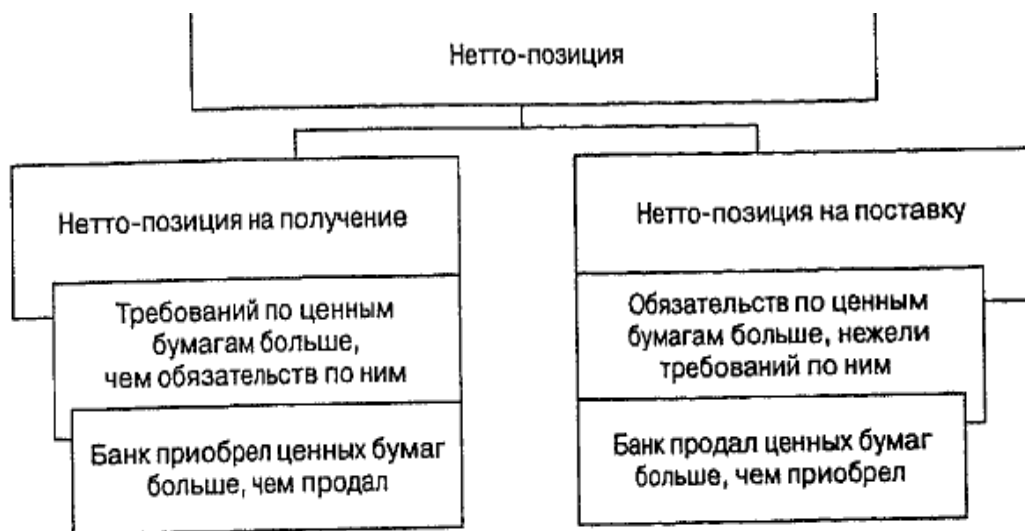 Нетто-позиция
Нетто-позиция на получение
Требований по ценным
бумагам больше,
чем обязательств по ним
Банк приобрел ценных бумаг
больше, чем продал
Нетто-позиция на поставку
Обязательств по ценным
бумагам больше, нежели
требований по ним
Банк продал ценных бумаг
больше, чем приобрел